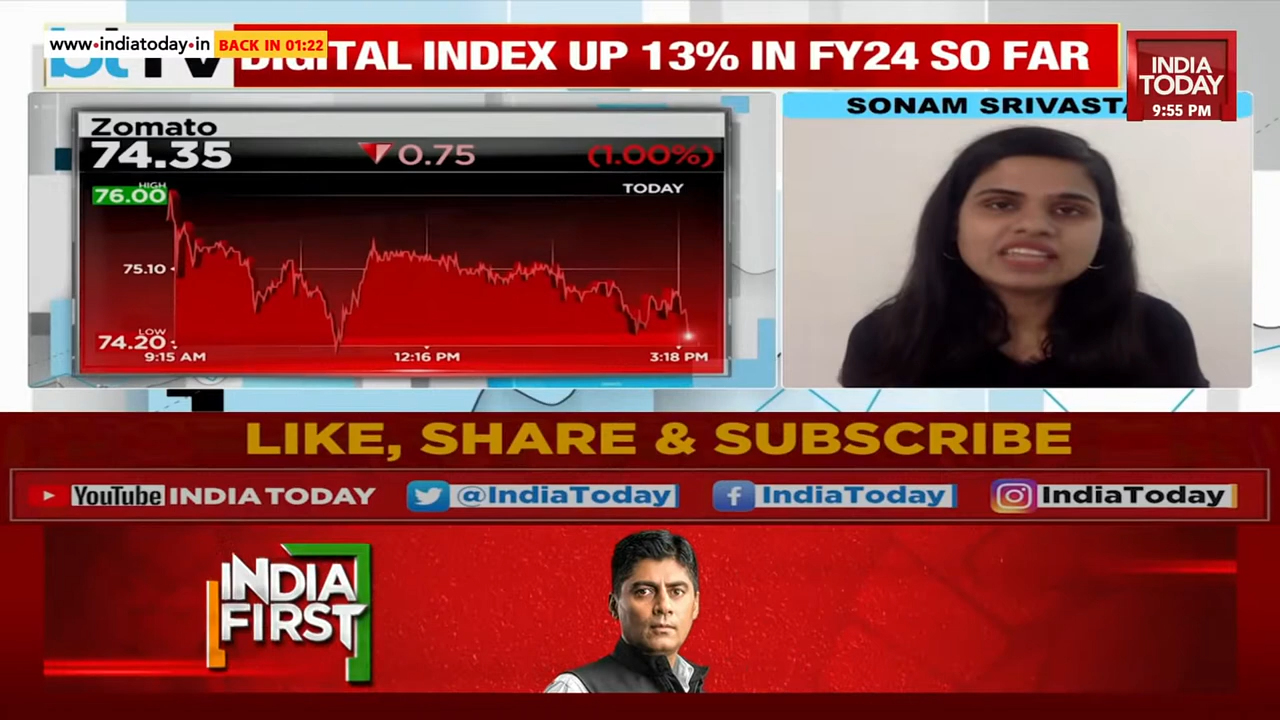 www•indiatoday•in BACK IN 01:22
btTV DIGITAL INDEX UP 13% IN FY24 SO FAR
INDIA
TODAY
9:55 PM
Zomato
74.35 0.75 (1.00%)
HIGH
76.00
TODAY
75.10
LOW
74.20
9:15 AM 12:16 PM 3:18 PM
SONAM SRIVASTA
LIKE, SHARE & SUBSCRIBE
YouTube INDIA TODAY @IndiaToday IndiaToday IndiaToday
INDIA
FIRST